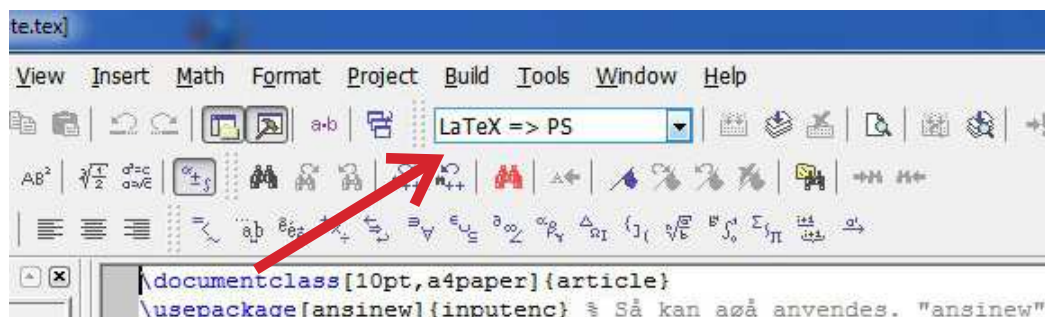 te.tex]
View Insert Math Format Project Build Tools Window Help
LaTeX => PS
\documentclass[10pt,a4paper]{article}
\usepackage[ansinew]{inputenc} % Så kan æøå anvendes. "ansinew"